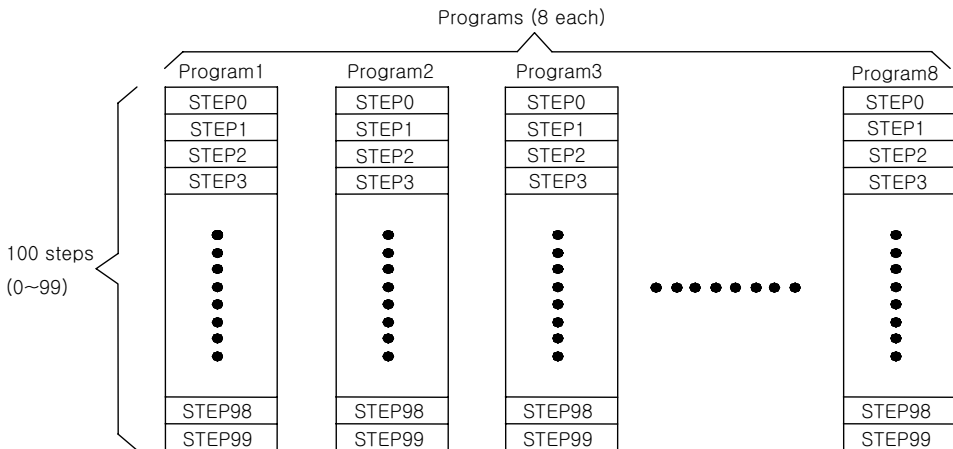 Programs (8 each)
Program1 Program2 Program3 Program8
STEP0 STEP0 STEP0 STEP0
STEP1 STEP1 STEP1 STEP1
STEP2 STEP2 STEP2 STEP2
STEP3 STEP3 STEP3 STEP3
100 steps
(0~99)
STEP98 STEP98 STEP98 STEP98
STEP99 STEP99 STEP99 STEP99